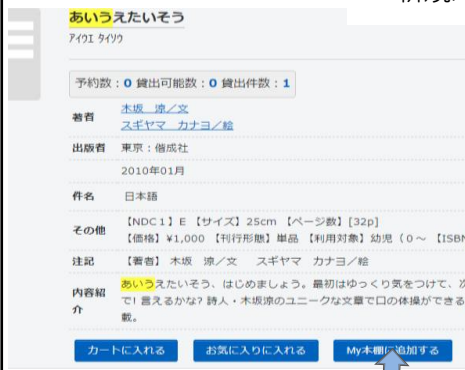 あいうえたいそう
アイウエ タイソウ
予約数：0 貸出可能数：0 貸出件数：1
著者 木坂 涼／文
スギヤマ カナヨ／絵
出版者 東京：偕成社
2010年01月
件名 日本語
その他 【NDC1】E 【サイズ】25cm 【ページ数】[32p]
【価格】¥1,000 【刊行形態】単品 【利用対象】幼児（0～ 【ISBN
注記 【著者】 木坂 涼／文 スギヤマ カナヨ／絵
内容紹介 あいうえたいそう、はじめましょう。最初はゆっくり気をつけて、次
で! 言えるかな? 詩人・木坂涼のユニークな文章で口の体操ができる
載。
カートに入れる お気に入りに入れる My本棚に追加する